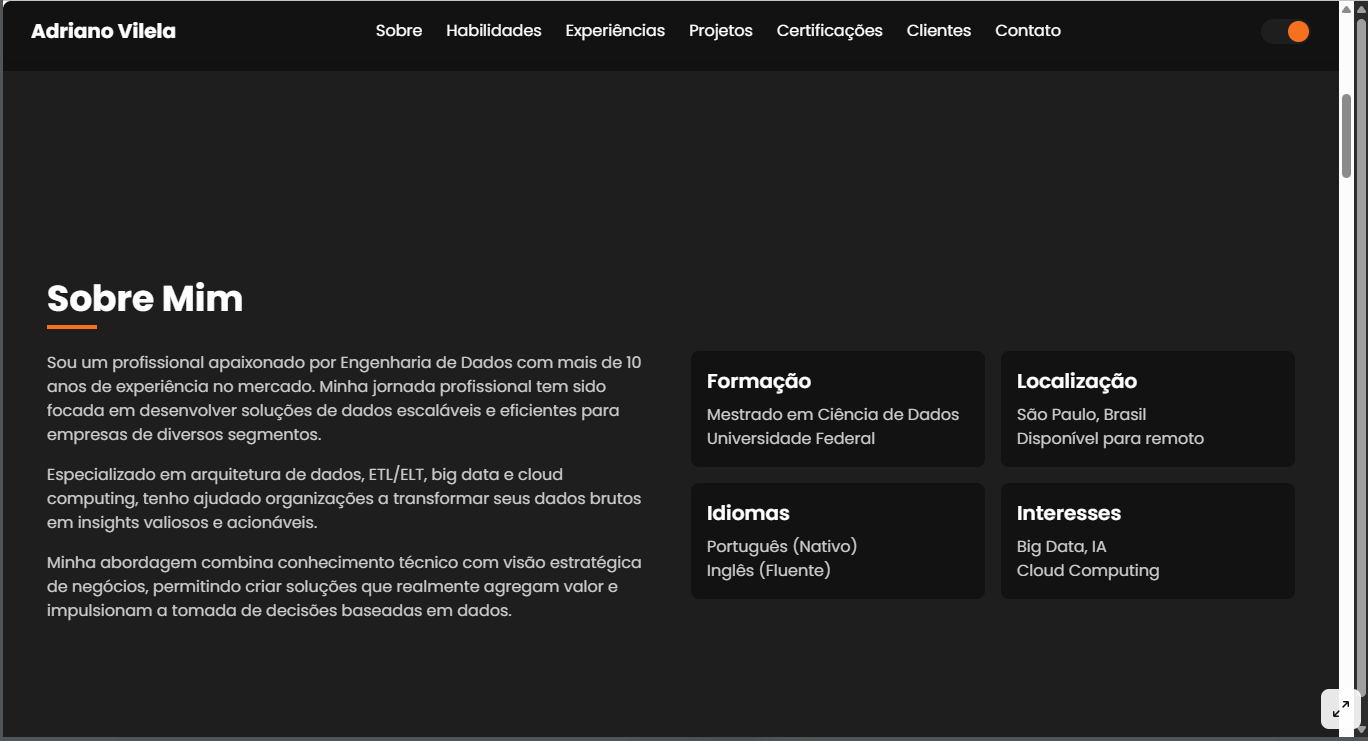 Adriano Vilela
Sobre
Habilidades
Experiências
Projetos
Certificações
Clientes
Contato
Sobre Mim
Sou um profissional apaixonado por Engenharia de Dados com mais de 10
anos de experiência no mercado. Minha jornada profissional tem sido
focada em desenvolver soluções de dados escaláveis e eficientes para
empresas de diversos segmentos.
Especializado em arquitetura de dados, ETL/ELT, big data e cloud
computing, tenho ajudado organizações a transformar seus dados brutos
em insights valiosos e acionáveis.
Minha abordagem combina conhecimento técnico com visão estratégica
de negócios, permitindo criar soluções que realmente agregam valor e
impulsionam a tomada de decisões baseadas em dados.
Formação
Mestrado em Ciência de Dados
Universidade Federal
Localização
São Paulo, Brasil
Disponível para remoto
Idiomas
Português (Nativo)
Inglês (Fluente)
Interesses
Big Data, IA
Cloud Computing